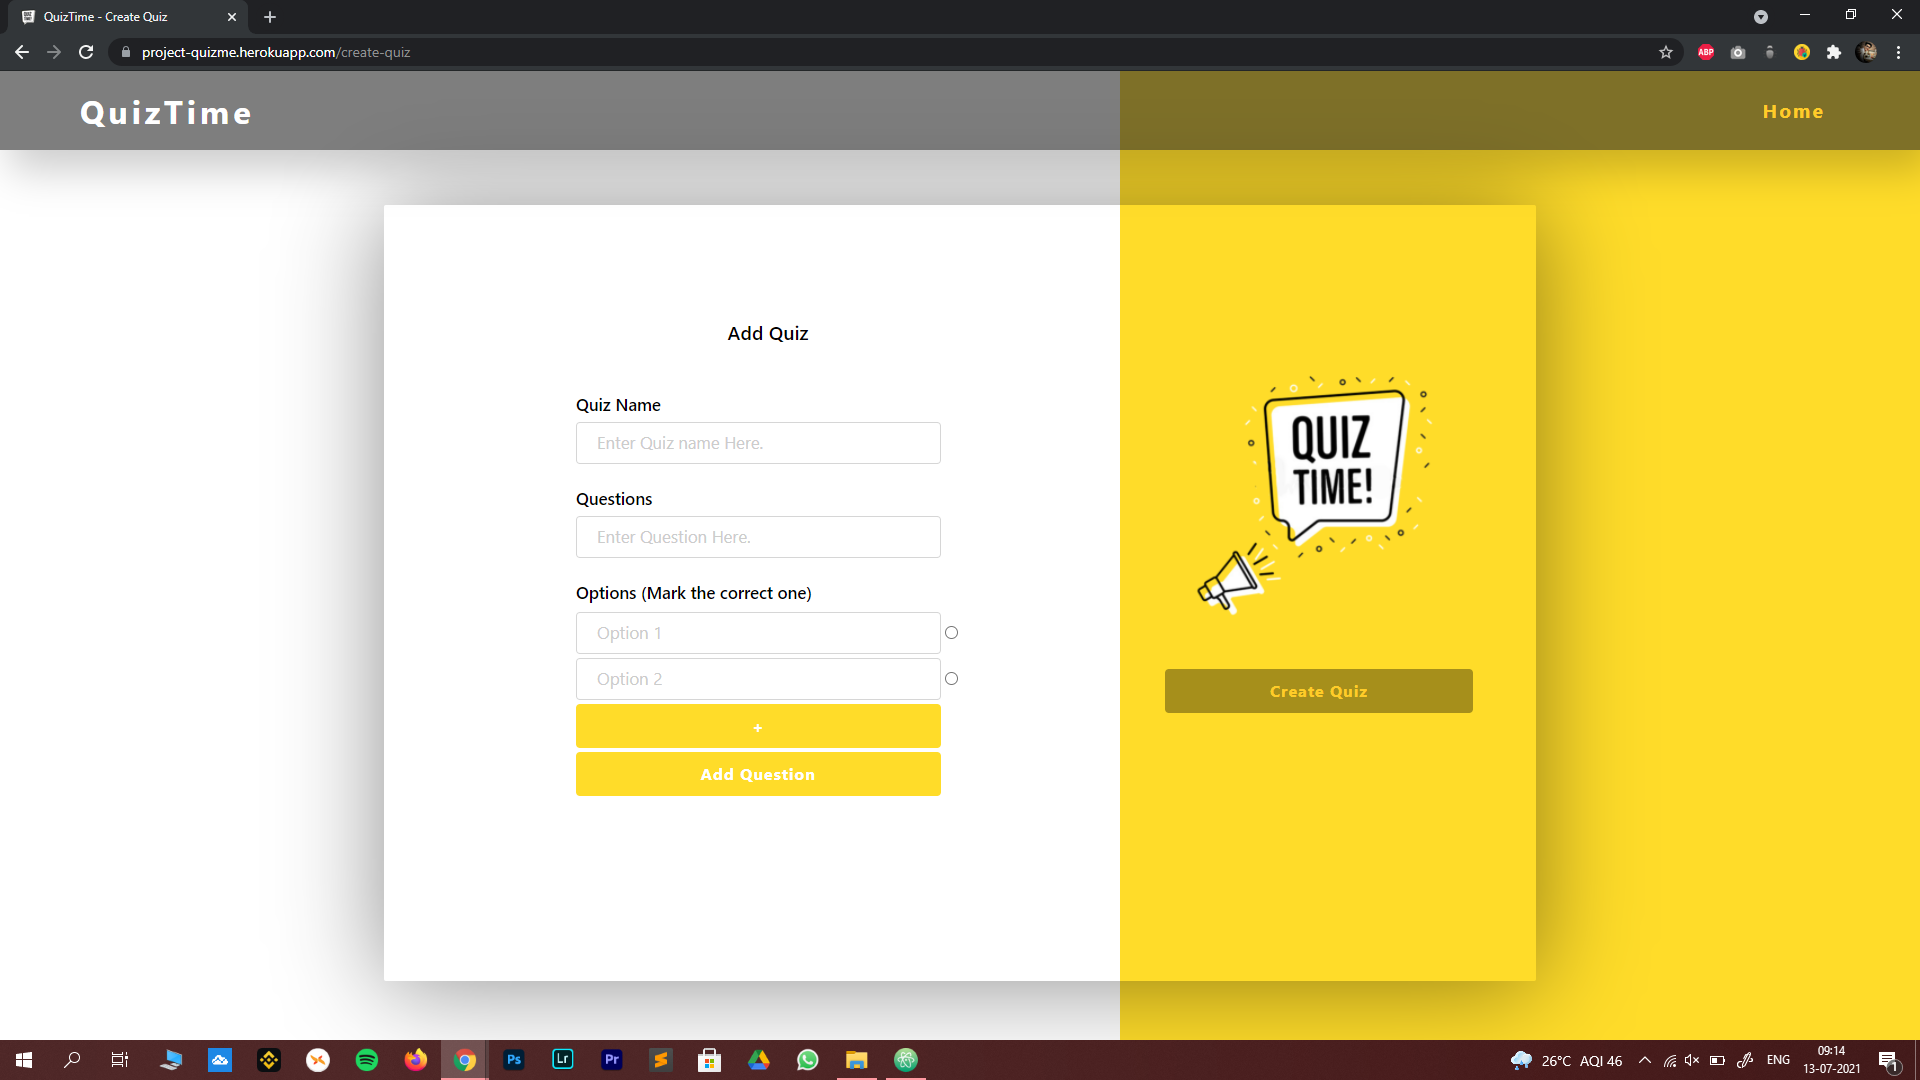 QuizTime - Create Quiz
project-quizme.herokuapp.com/create-quiz
ABP
QuizTime
Home
Add Quiz
Quiz Name
Enter Quiz name Here.
Questions
Enter Question Here.
Options (Mark the correct one)
Option 1
Option 2
+
Add Question
QUIZ
TIME!
Create Quiz
Ps
Lr
Pr
26°C AQI 46
ENG
09:14
13-07-2021
1